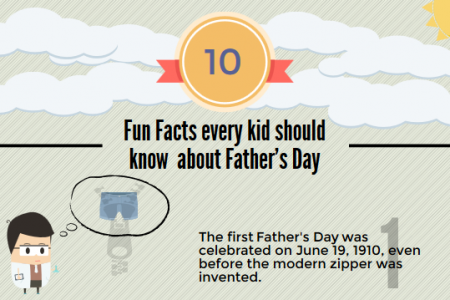 10
Fun Facts every kid should
know about Father's Day
The first Father's Day was
celebrated on June 19, 1910, even
before the modern zipper was
invented.
1